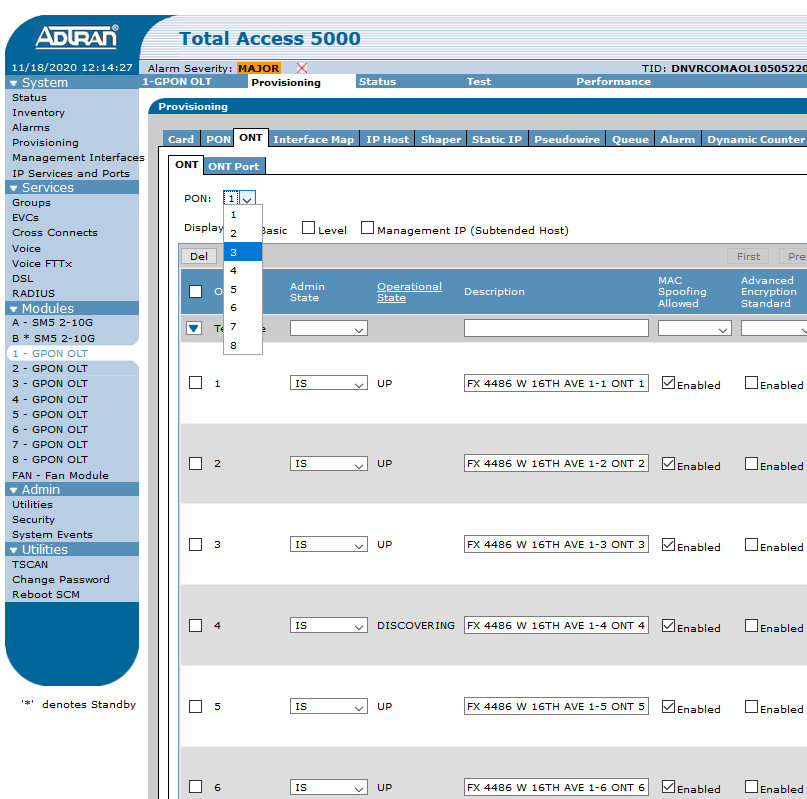 ADTRAN
Total Access 5000
11/18/2020 12:14:27
Alarm Severity: MAJOR
TID: DNVRCOMAOL10505220
1-GPON OLT Provisioning Status Test Performance
System
Status
Inventory
Alarms
Provisioning
Management Interfaces
IP Services and Ports
Services
Groups
EVCs
Cross Connects
Voice
Voice FTTx
DSL
RADIUS
Modules
A - SM5 2-10G
B * SM5 2-10G
1 - GPON OLT
2 - GPON OLT
3 - GPON OLT
4 - GPON OLT
5 - GPON OLT
6 - GPON OLT
7 - GPON OLT
8 - GPON OLT
FAN - Fan Module
Admin
Utilities
Security
System Events
Utilities
TSCAN
Change Password
Reboot SCM
'*' denotes Standby
Provisioning
Card PON ONT Interface Map IP Host Shaper Static IP Pseudowire Queue Alarm Dynamic Counter
ONT ONT Port
PON: 1
1
2
3
4
5
6
7
8
Display Level Management IP (Subtended Host)
Del First
Admin State Operational State Description MAC Spoofing Allowed Advanced Encryption Standard
1 IS UP FX 4486 W 16TH AVE 1-1 ONT 1 Enabled Enabled
2 IS UP FX 4486 W 16TH AVE 1-2 ONT 2 Enabled Enabled
3 IS UP FX 4486 W 16TH AVE 1-3 ONT 3 Enabled Enabled
4 IS DISCOVERING FX 4486 W 16TH AVE 1-4 ONT 4 Enabled Enabled
5 IS UP FX 4486 W 16TH AVE 1-5 ONT 5 Enabled Enabled
6 IS UP FX 4486 W 16TH AVE 1-6 ONT 6 Enabled Enabled